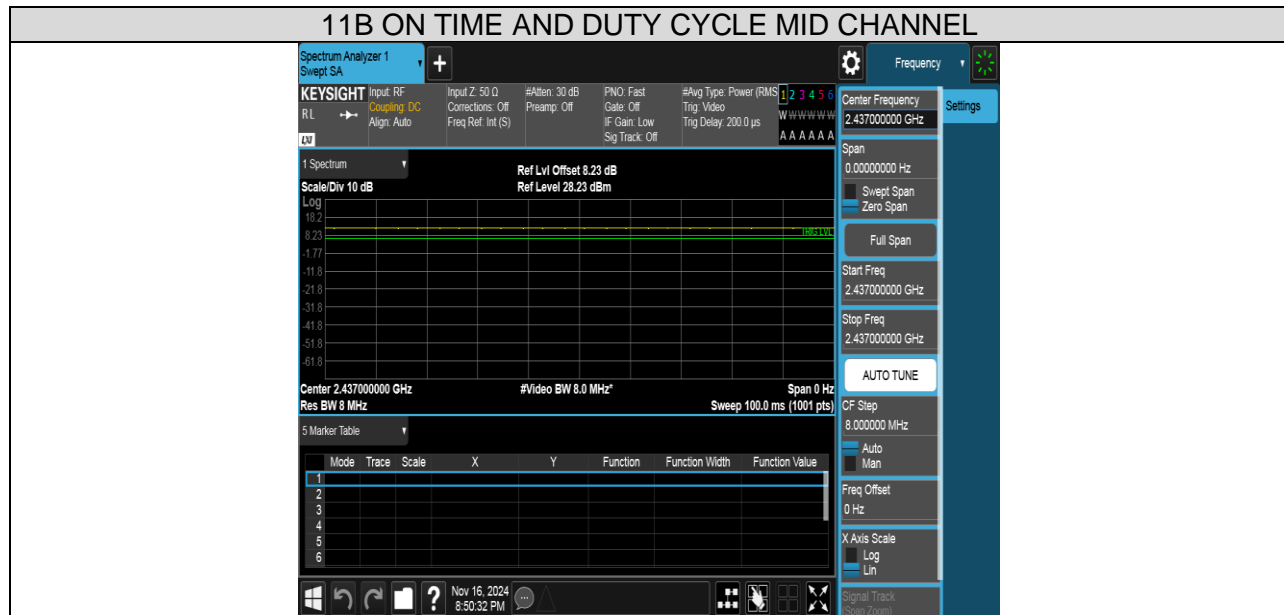 11B ON TIME AND DUTY CYCLE MID CHANNEL
Spectrum Analyzer 1
Swept SA
+
Frequency
KEYSIGHT
RL
LXI
Input: RF
Coupling: DC
Align: Auto
Input Z: 50 Ω
Corrections: Off
Freq Ref: Int (S)
#Atten: 30 dB
Preamp: Off
PNO: Fast
Gate: Off
IF Gain: Low
Sig Track: Off
#Avg Type: Power (RMS
Trig: Video
Trig Delay: 200.0 µs
1 2 3 4 5 6
W W W W W W
A A A A A A
1 Spectrum
Scale/Div 10 dB
Ref Lvl Offset 8.23 dB
Ref Level 28.23 dBm
Log
18.2
8.23
-1.77
-11.8
-21.8
-31.8
-41.8
-51.8
-61.8
TRIG LVL
Center 2.437000000 GHz
#Video BW 8.0 MHz*
Span 0 Hz
Res BW 8 MHz
Sweep 100.0 ms (1001 pts)
5 Marker Table
Mode Trace Scale X Y Function Function Width Function Value
1
2
3
4
5
6
Nov 16, 2024
8:50:32 PM
?
Center Frequency
2.437000000 GHz
Settings
Span
0.00000000 Hz
Swept Span
Zero Span
Full Span
Start Freq
2.437000000 GHz
Stop Freq
2.437000000 GHz
AUTO TUNE
CF Step
8.000000 MHz
Auto
Man
Freq Offset
0 Hz
X Axis Scale
Log
Lin
Signal Track
(Span Zoom)